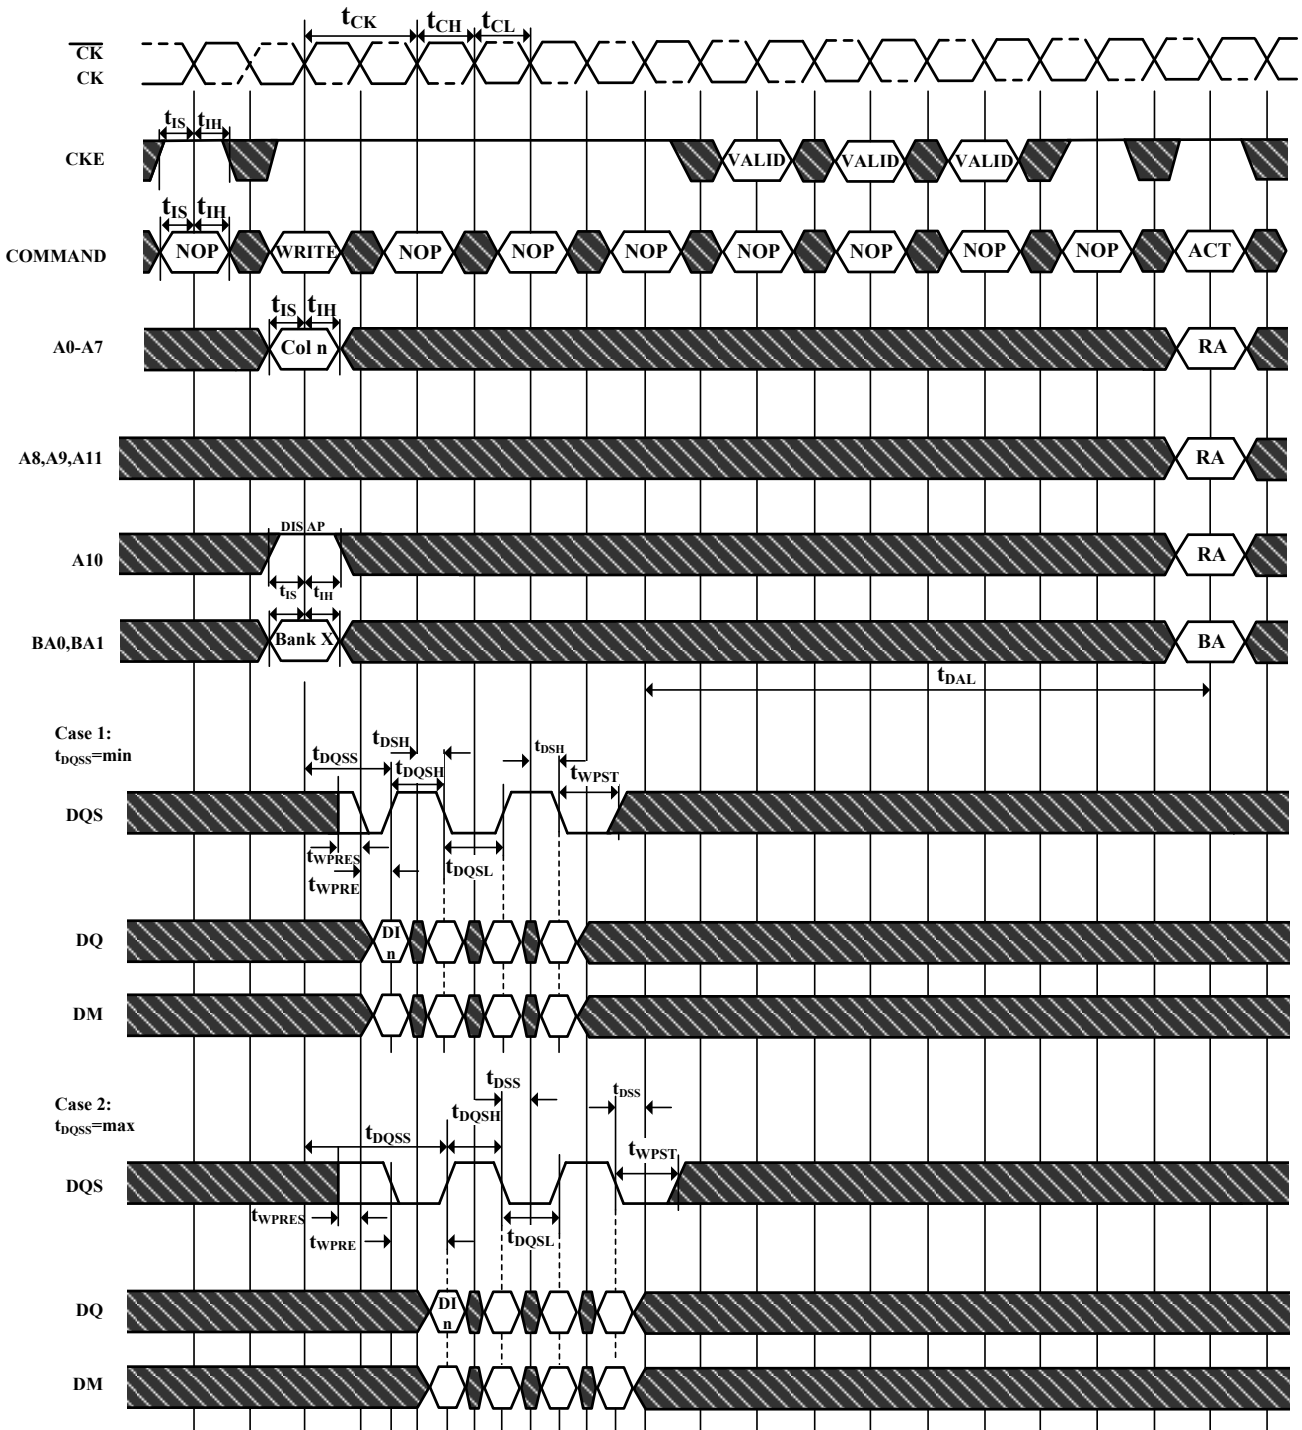 tCK tCH tCL
CK
CK
tIS tIH
CKE VALID VALID VALID
tIS tIH
COMMAND NOP WRITE NOP NOP NOP NOP NOP NOP NOP ACT
tIS tIH
A0-A7 Col n RA
A8,A9,A11 RA
DIS AP
A10 RA
tIS tIH
BA0,BA1 Bank X BA
tDAL
Case 1:
tDQSS=min
tDSH tDSH
tDQSS tDQSH tWPST
DQS
tWPRES tDQSL
tWPRE
DQ DI
n
DM
tDSS tDSS
Case 2:
tDQSS=max
tDQSH
tDQSS tWPST
DQS
tWPRES
tWPRE tDQSL
DQ DI
n
DM